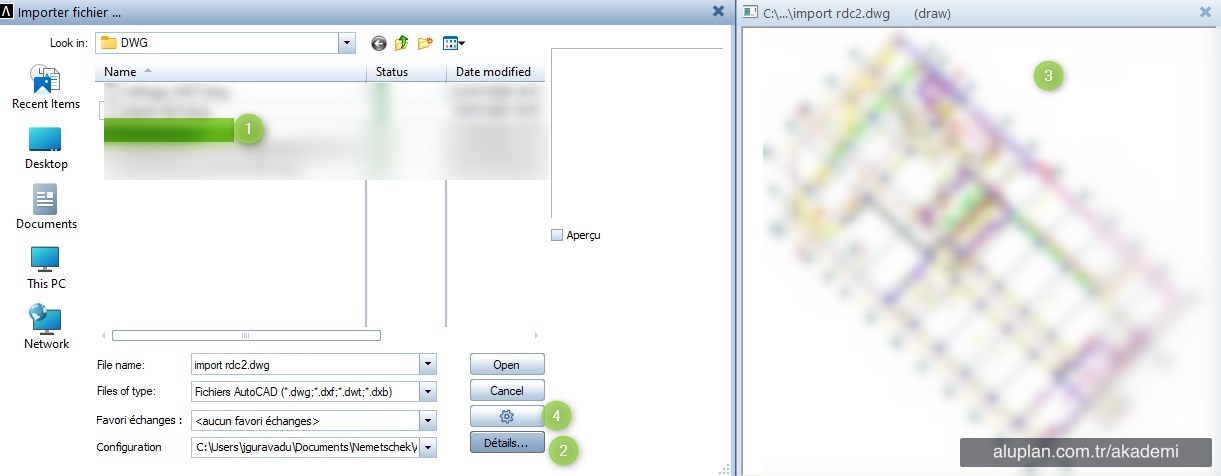 Importer fichier ...
C:\...\import rdc2.dwg (draw)
Look in:
DWG
Name
Status
Date modified
Recent Items
Desktop
Documents
This PC
Network
1
3
Aperçu
File name:
import rdc2.dwg
Open
Files of type:
Fichiers AutoCAD (*.dwg;*.dxf;*.dwt;*.dxb)
Cancel
Favori échanges :
<aucun favori échanges>
4
Configuration
C:\Users\jguravadu\Documents\Nemetschek\
Détails...
2
aluplan.com.tr/akademi